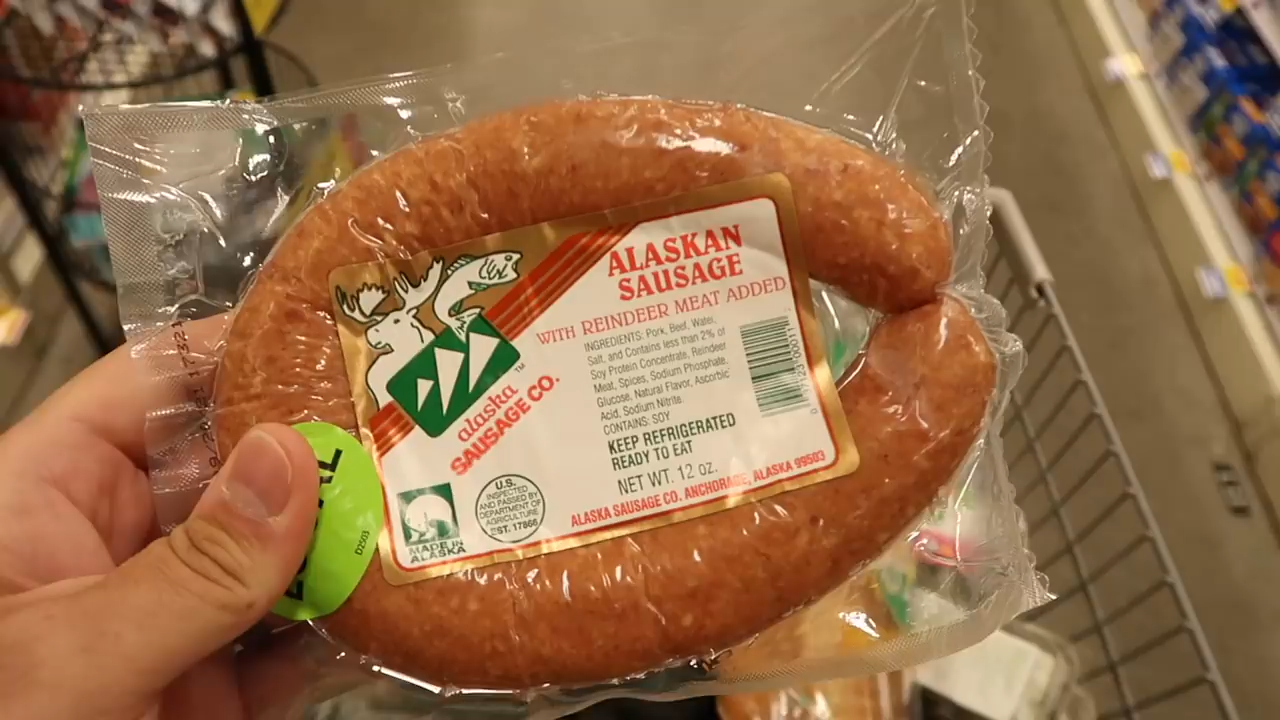 ALASKAN
SAUSAGE
WITH REINDEER MEAT ADDED
INGREDIENTS: Pork, Beef, Water,
Salt, and Contains less than 2% of
Soy Protein Concentrate, Reindeer
Meat, Spices, Sodium Phosphate,
Glucose, Natural Flavor, Ascorbic
Acid, Sodium Nitrite.
CONTAINS: SOY
KEEP REFRIGERATED
READY TO EAT
NET WT. 12 oz.
ALASKA SAUSAGE CO. ANCHORAGE, ALASKA 99503
TM
alaska
SAUSAGE CO.
MADE IN
ALASKA
U.S.
INSPECTED
AND PASSED BY
DEPARTMENT OF
AGRICULTURE
EST. 17866
D2503